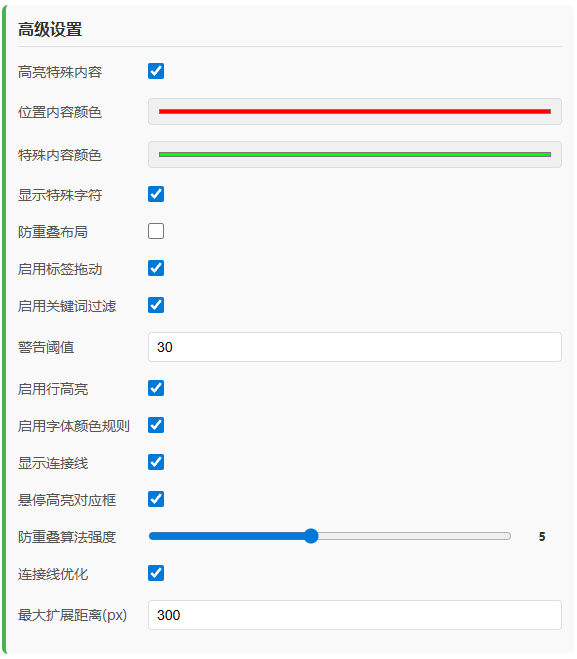 高级设置
高亮特殊内容
位置内容颜色
特殊内容颜色
显示特殊字符
防重叠布局
启用标签拖动
启用关键词过滤
警告阈值 30
启用行高亮
启用字体颜色规则
显示连接线
悬停高亮对应框
防重叠算法强度 5
连接线优化
最大扩展距离(px) 300